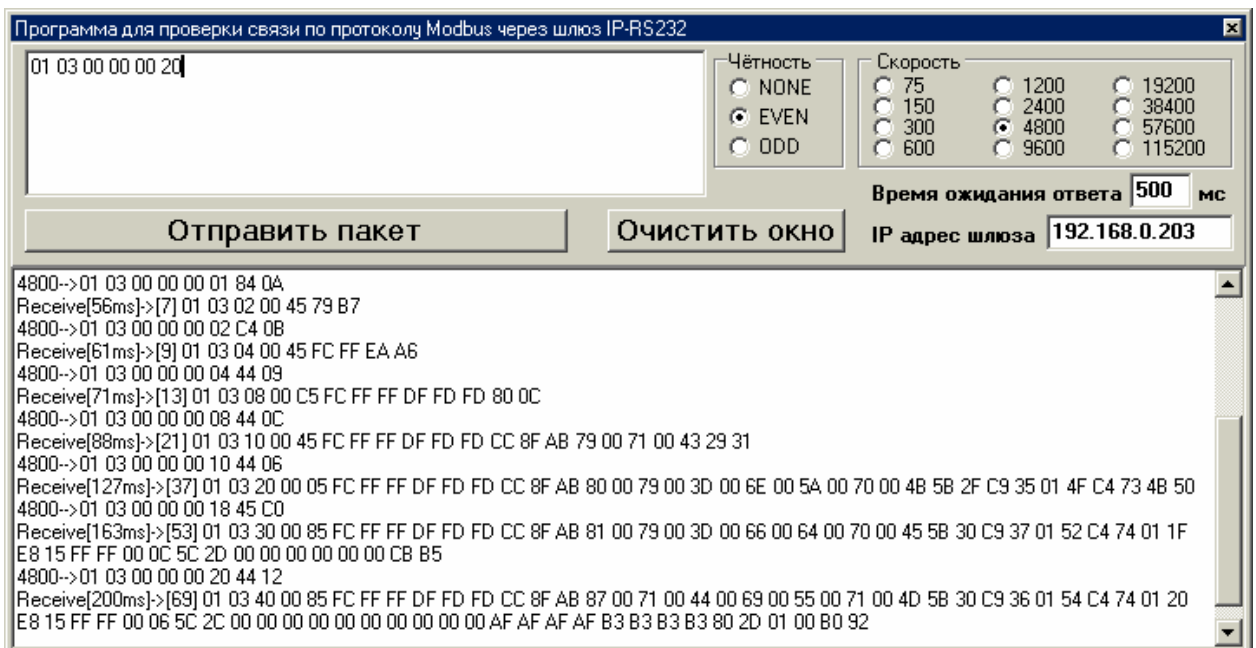 Программа для проверки связи по протоколу Modbus через шлюз IP-RS232
01 03 00 00 00 20
Чётность
NONE
EVEN
ODD
Скорость
75
150
300
600
1200
2400
4800
9600
19200
38400
57600
115200
Время ожидания ответа 500 мс
Отправить пакет
Очистить окно
IP адрес шлюза 192.168.0.203
4800-->01 03 00 00 00 01 84 0A
Receive[56ms]->[7] 01 03 02 00 45 79 B7
4800-->01 03 00 00 00 02 C4 0B
Receive[61ms]->[9] 01 03 04 00 45 FC FF EA A6
4800-->01 03 00 00 00 04 44 09
Receive[71ms]->[13] 01 03 08 00 C5 FC FF FF DF FD FD 80 0C
4800-->01 03 00 00 00 08 44 0C
Receive[88ms]->[21] 01 03 10 00 45 FC FF FF DF FD FD CC 8F AB 79 00 71 00 43 29 31
4800-->01 03 00 00 00 10 44 06
Receive[127ms]->[37] 01 03 20 00 05 FC FF FF DF FD FD CC 8F AB 80 00 79 00 3D 00 6E 00 5A 00 70 00 4B 5B 2F C9 35 01 4F C4 73 4B 50
4800-->01 03 00 00 00 18 45 C0
Receive[163ms]->[53] 01 03 30 00 85 FC FF FF DF FD FD CC 8F AB 81 00 79 00 3D 00 66 00 64 00 70 00 45 5B 30 C9 37 01 52 C4 74 01 1F
E8 15 FF FF 00 0C 5C 2D 00 00 00 00 00 00 CB B5
4800-->01 03 00 00 00 20 44 12
Receive[200ms]->[69] 01 03 40 00 85 FC FF FF DF FD FD CC 8F AB 87 00 71 00 44 00 69 00 55 00 71 00 4D 5B 30 C9 36 01 54 C4 74 01 20
E8 15 FF FF 00 06 5C 2C 00 00 00 00 00 00 00 00 00 00 AF AF AF AF B3 B3 B3 B3 80 2D 01 00 B0 92